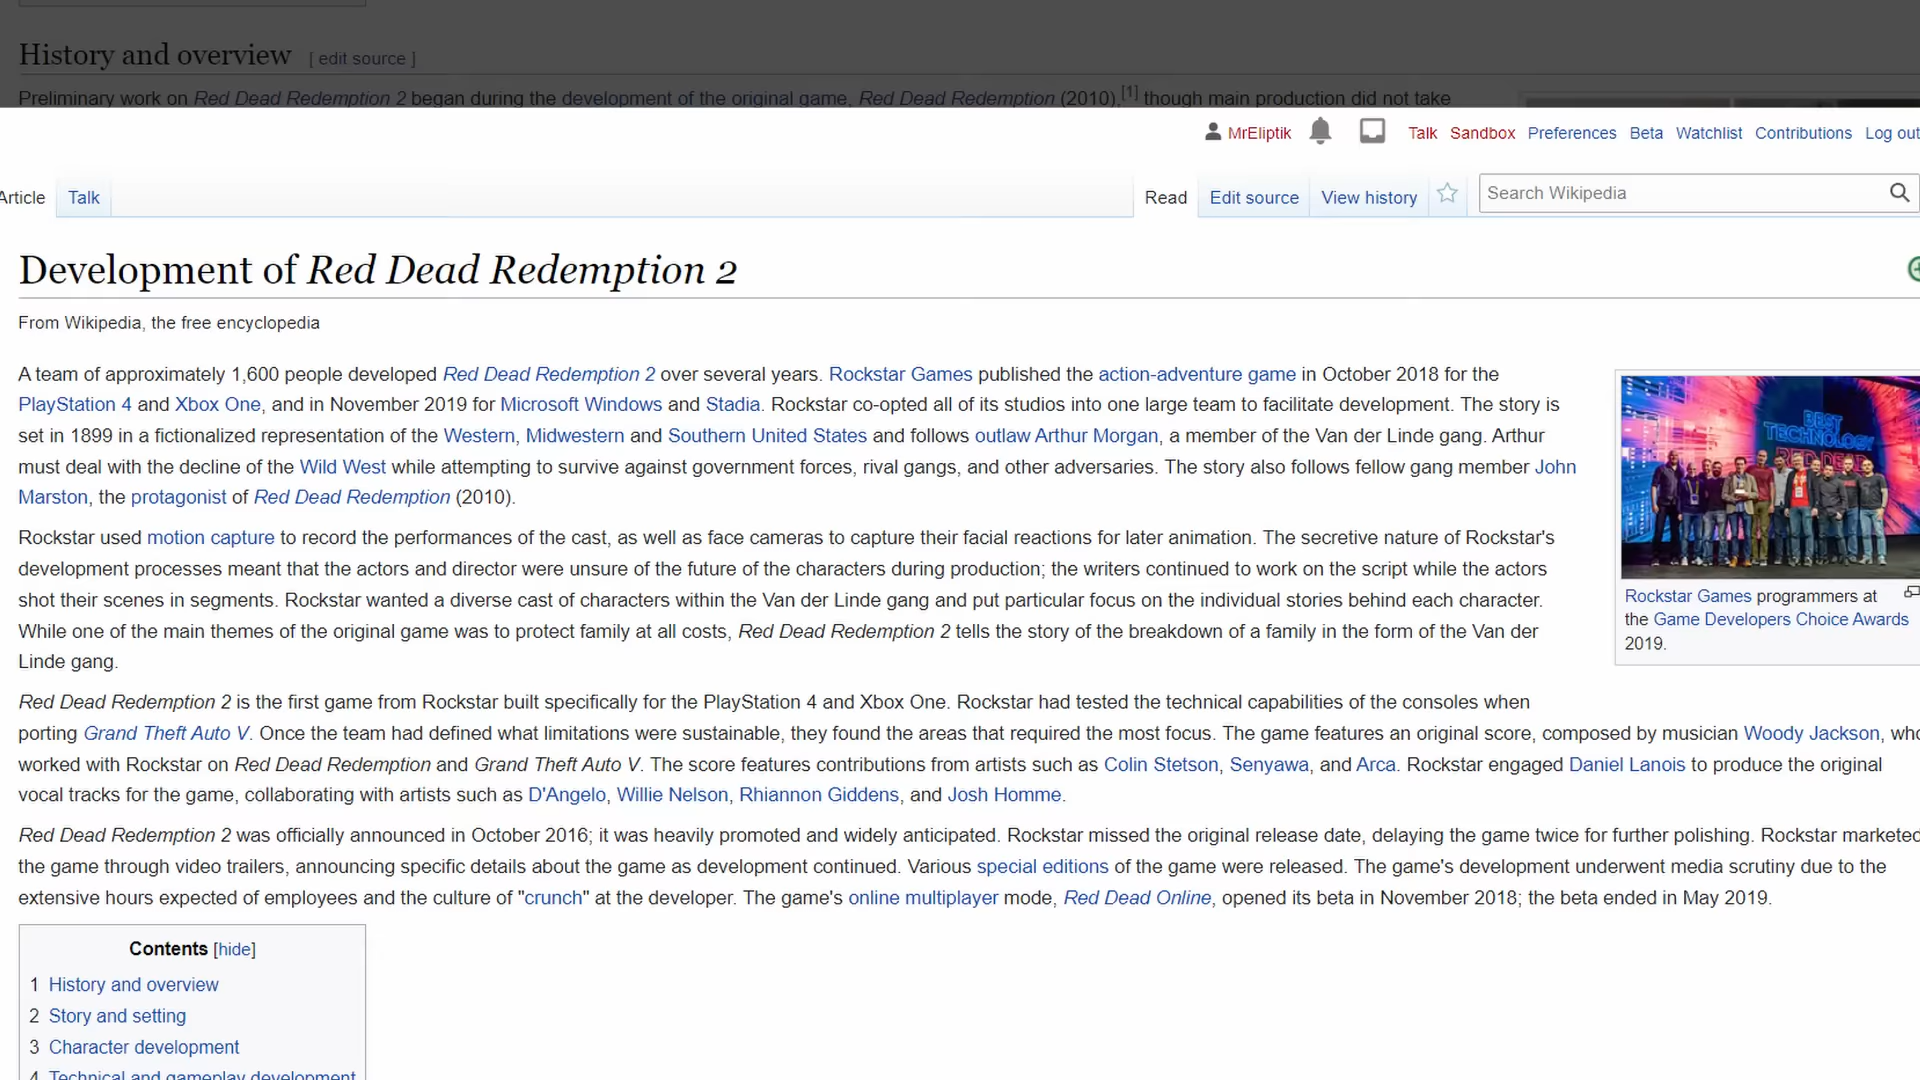 History and overview [ edit source ]
Preliminary work on Red Dead Redemption 2 began during the development of the original game, Red Dead Redemption (2010),[1] though main production did not take
MrEliptik Talk Sandbox Preferences Beta Watchlist Contributions Log out
Article Talk Read Edit source View history Search Wikipedia
Development of Red Dead Redemption 2
From Wikipedia, the free encyclopedia
A team of approximately 1,600 people developed Red Dead Redemption 2 over several years. Rockstar Games published the action-adventure game in October 2018 for the
PlayStation 4 and Xbox One, and in November 2019 for Microsoft Windows and Stadia. Rockstar co-opted all of its studios into one large team to facilitate development. The story is
set in 1899 in a fictionalized representation of the Western, Midwestern and Southern United States and follows outlaw Arthur Morgan, a member of the Van der Linde gang. Arthur
must deal with the decline of the Wild West while attempting to survive against government forces, rival gangs, and other adversaries. The story also follows fellow gang member John
Marston, the protagonist of Red Dead Redemption (2010).
BEST
TECHNOLOGY
RED DEAD
Rockstar Games programmers at
the Game Developers Choice Awards
2019.
Rockstar used motion capture to record the performances of the cast, as well as face cameras to capture their facial reactions for later animation. The secretive nature of Rockstar's
development processes meant that the actors and director were unsure of the future of the characters during production; the writers continued to work on the script while the actors
shot their scenes in segments. Rockstar wanted a diverse cast of characters within the Van der Linde gang and put particular focus on the individual stories behind each character.
While one of the main themes of the original game was to protect family at all costs, Red Dead Redemption 2 tells the story of the breakdown of a family in the form of the Van der
Linde gang.
Red Dead Redemption 2 is the first game from Rockstar built specifically for the PlayStation 4 and Xbox One. Rockstar had tested the technical capabilities of the consoles when
porting Grand Theft Auto V. Once the team had defined what limitations were sustainable, they found the areas that required the most focus. The game features an original score, composed by musician Woody Jackson, who
worked with Rockstar on Red Dead Redemption and Grand Theft Auto V. The score features contributions from artists such as Colin Stetson, Senyawa, and Arca. Rockstar engaged Daniel Lanois to produce the original
vocal tracks for the game, collaborating with artists such as D'Angelo, Willie Nelson, Rhiannon Giddens, and Josh Homme.
Red Dead Redemption 2 was officially announced in October 2016; it was heavily promoted and widely anticipated. Rockstar missed the original release date, delaying the game twice for further polishing. Rockstar marketed
the game through video trailers, announcing specific details about the game as development continued. Various special editions of the game were released. The game's development underwent media scrutiny due to the
extensive hours expected of employees and the culture of "crunch" at the developer. The game's online multiplayer mode, Red Dead Online, opened its beta in November 2018; the beta ended in May 2019.
Contents [hide]
1 History and overview
2 Story and setting
3 Character development
4 Technical and gameplay development